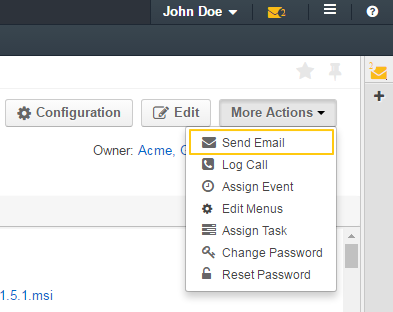 John Doe 2 ?
2
Configuration Edit More Actions
Owner: Acme,
Send Email
Log Call
Assign Event
Edit Menus
Assign Task
Change Password
Reset Password
1.5.1.msi